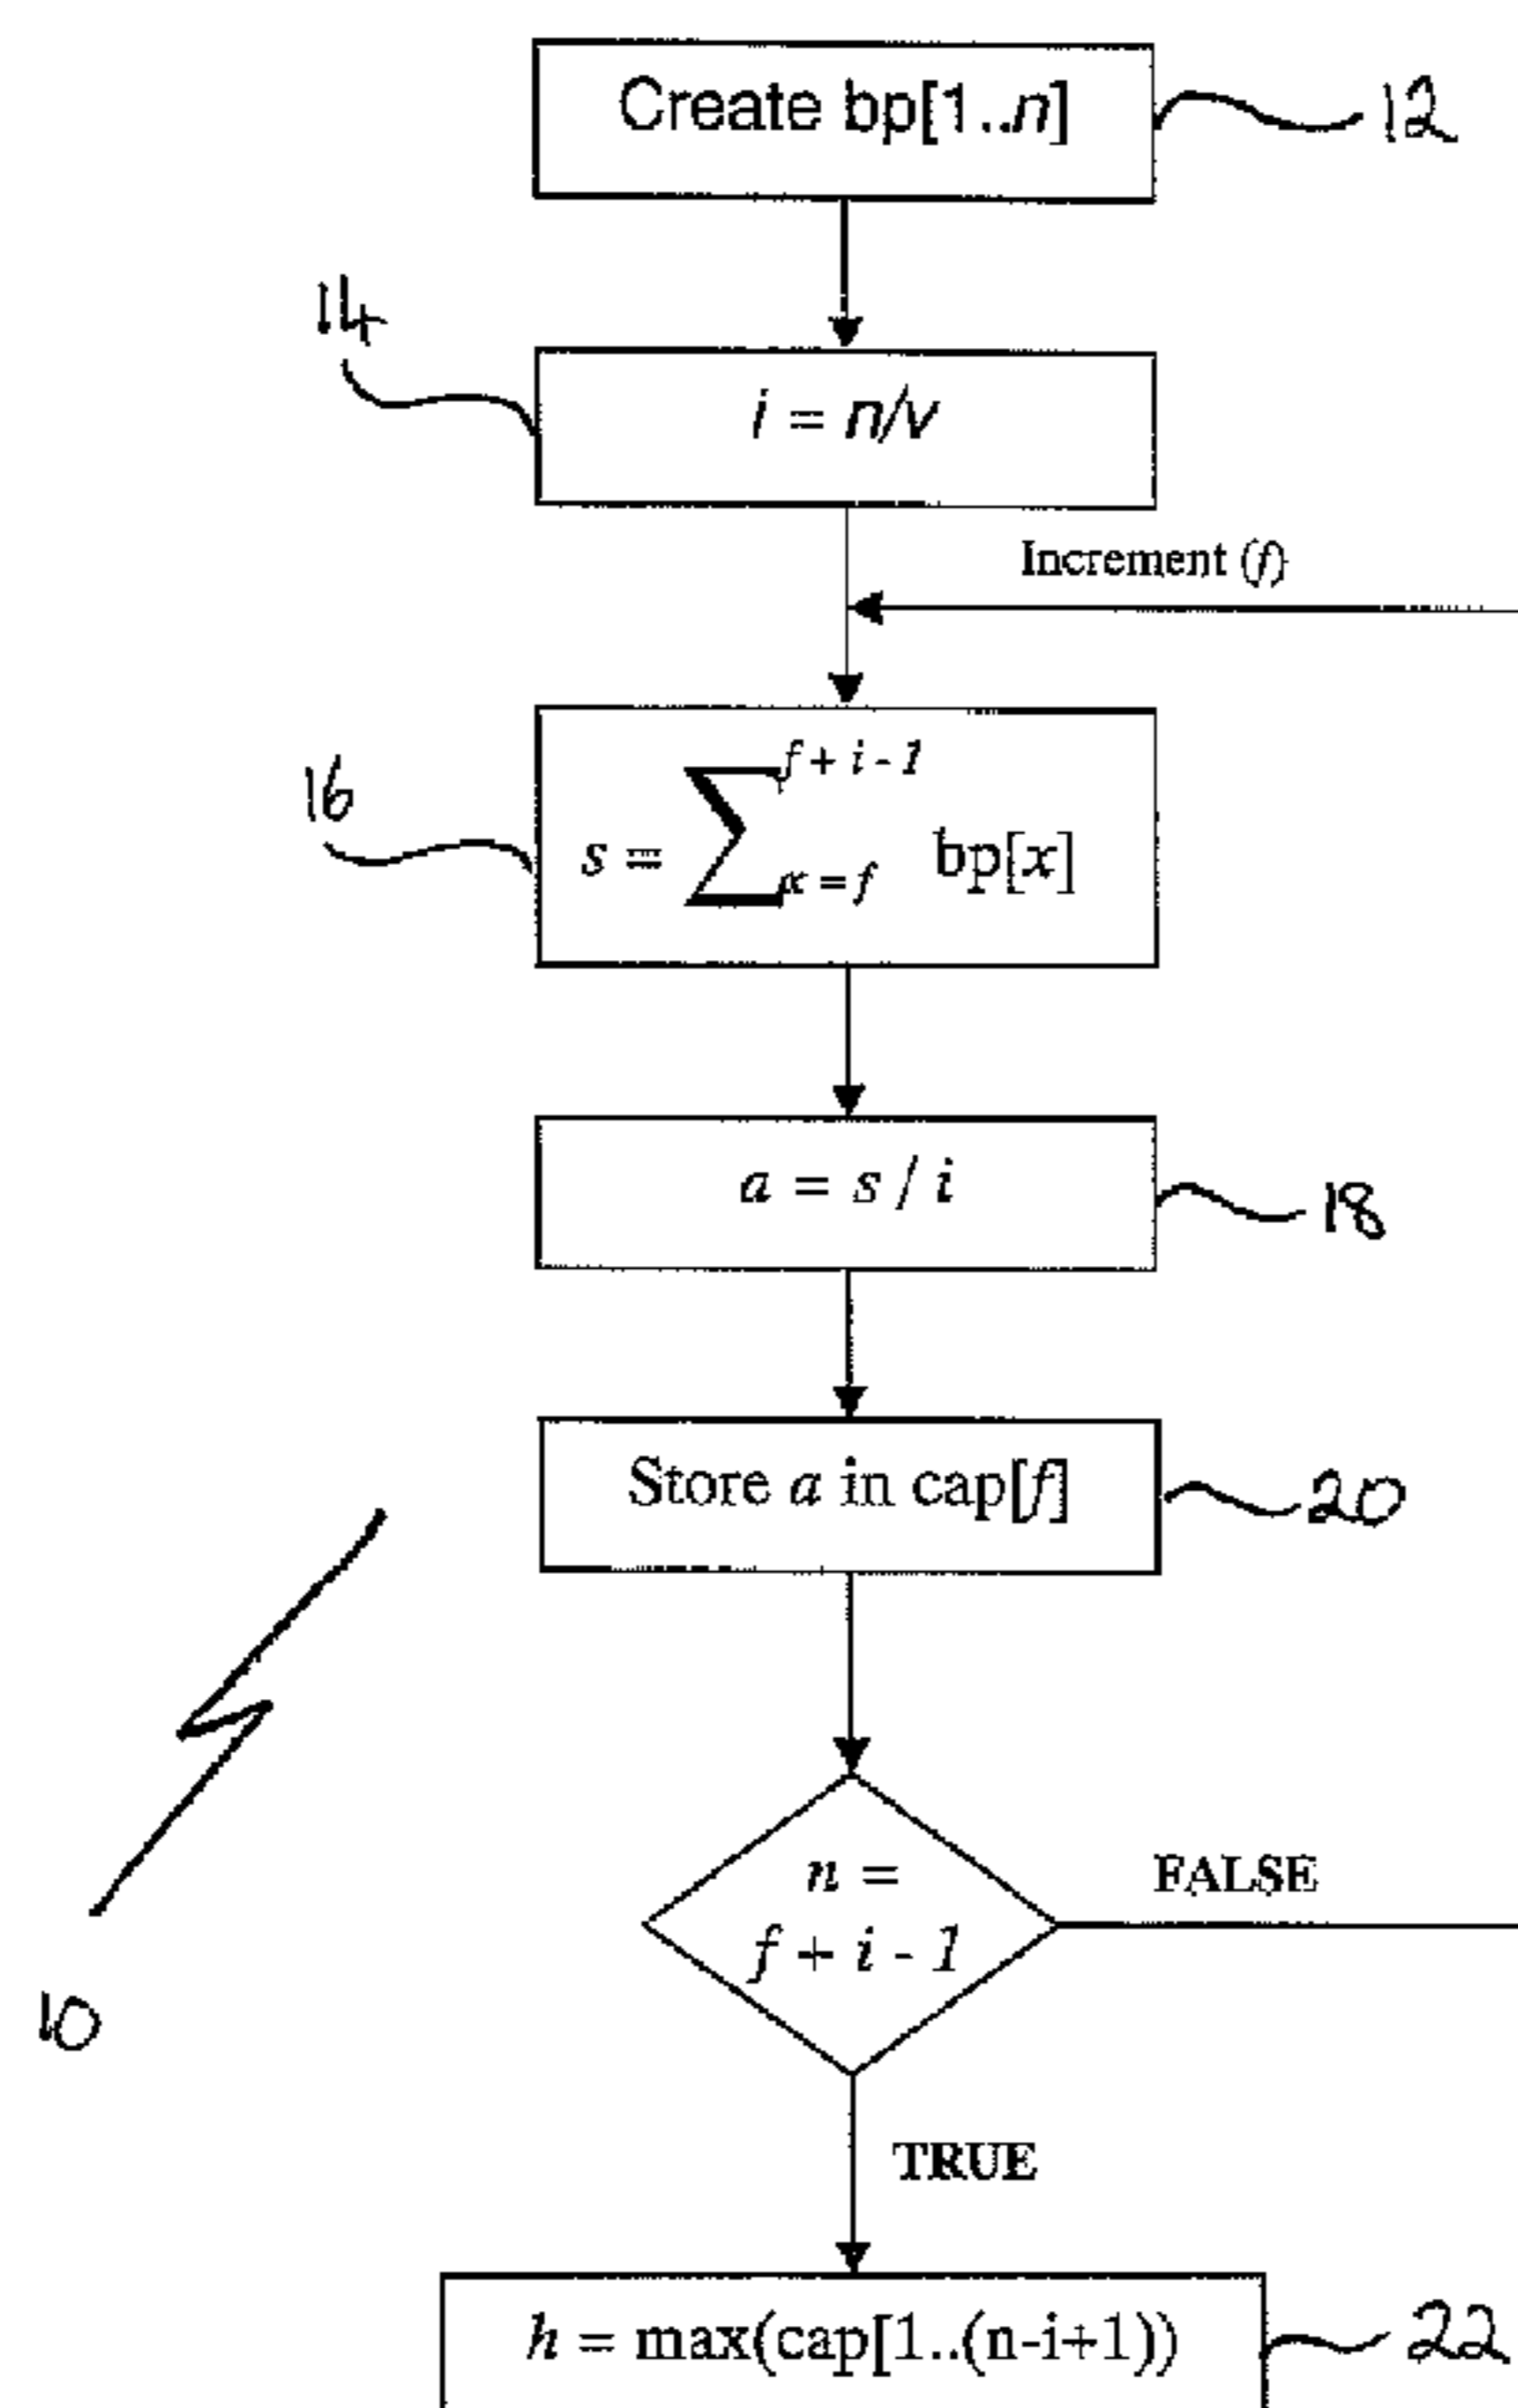 Create bp[1..n]
12
14
i = n/v
Increment (f)
16
s = ∑ f + i - 1 x = f bp[x]
a = s / i
18
Store a in cap[f]
20
n =
f + i - 1
FALSE
10
TRUE
h = max(cap[1..(n-i+1))
22